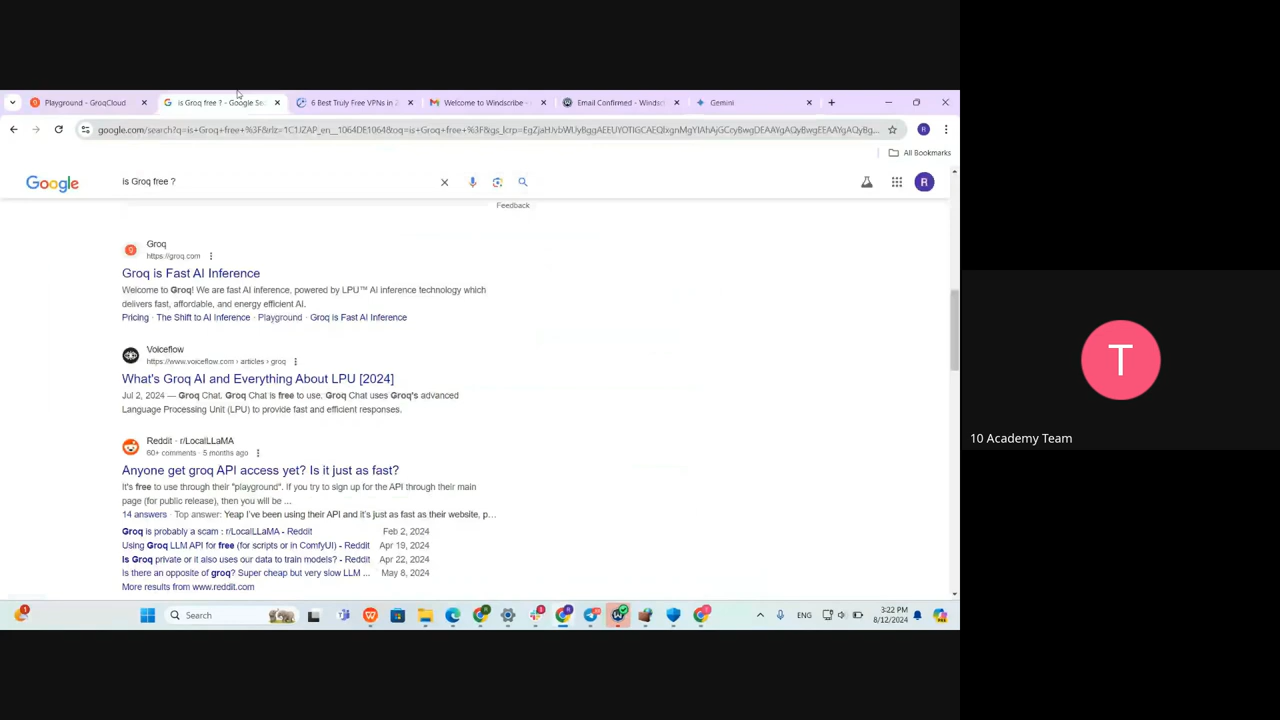 Playground - GroqCloud
is Groq free ? - Google Sec
6 Best Truly Free VPNs in 2
Welcome to Windscribe -
Email Confirmed - Windsc
Gemini
All Bookmarks
R
Google
is Groq free ?
R
Feedback
Groq
https://groq.com
Groq is Fast AI Inference
Welcome to Groq! We are fast AI inference, powered by LPU™ AI inference technology which
delivers fast, affordable, and energy efficient AI.
Pricing · The Shift to AI Inference · Playground · Groq is Fast AI Inference
Voiceflow
https://www.voiceflow.com › articles › groq
What's Groq AI and Everything About LPU [2024]
Jul 2, 2024 — Groq Chat. Groq Chat is free to use. Groq Chat uses Groq's advanced
Language Processing Unit (LPU) to provide fast and efficient responses.
Reddit · r/LocalLLaMA
60+ comments · 5 months ago
Anyone get groq API access yet? Is it just as fast?
It's free to use through their "playground". If you try to sign up for the API through their main
page (for public release), then you will be ...
14 answers · Top answer: Yeap I've been using their API and it's just as fast as their website, p...
Groq is probably a scam : r/LocalLLaMA - Reddit Feb 2, 2024
Using Groq LLM API for free (for scripts or in ComfyUI) - Reddit Apr 19, 2024
Is Groq private or it also uses our data to train models? - Reddit Apr 22, 2024
Is there an opposite of groq? Super cheap but very slow LLM ... May 8, 2024
More results from www.reddit.com
Search
ENG
3:22 PM
8/12/2024
T
10 Academy Team